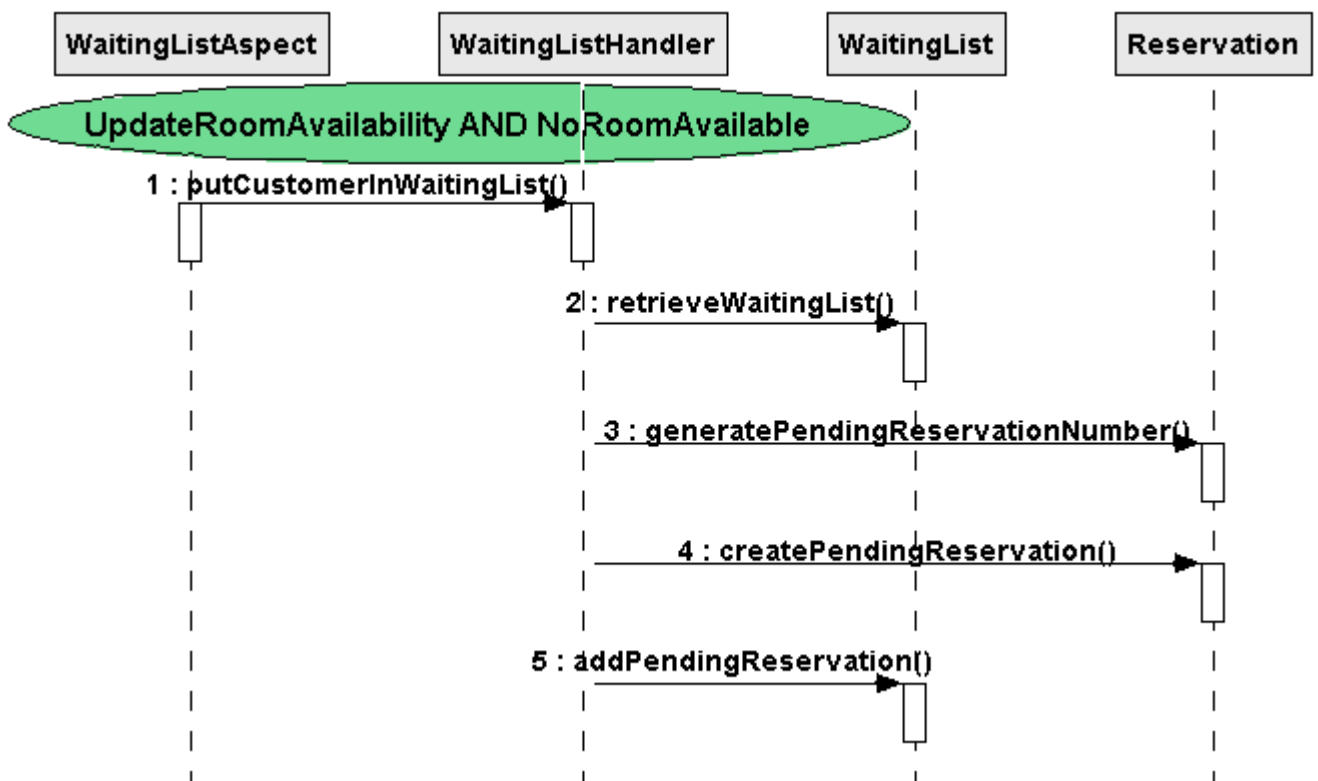 WaitingListAspect
WaitingListHandler
WaitingList
Reservation
UpdateRoomAvailability AND NoRoomAvailable
1 : putCustomerInWaitingList()
2 : retrieveWaitingList()
3 : generatePendingReservationNumber()
4 : createPendingReservation()
5 : addPendingReservation()